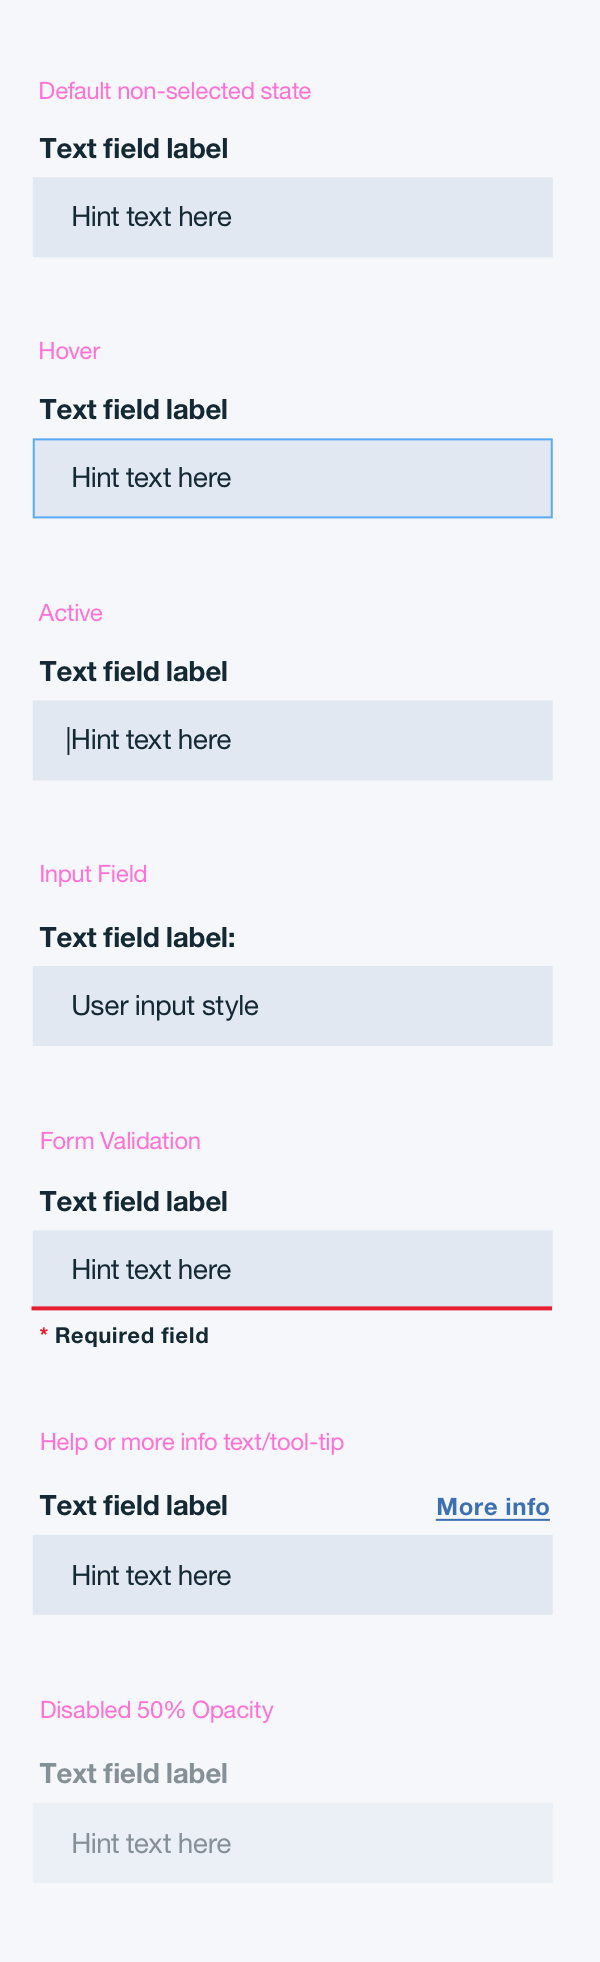 Default non-selected state
Text field label
Hint text here
Hover
Text field label
Hint text here
Active
Text field label
Hint text here
Input Field
Text field label:
User input style
Form Validation
Text field label
Hint text here
* Required field
Help or more info text/tool-tip
Text field label More info
Hint text here
Disabled 50% Opacity
Text field label
Hint text here